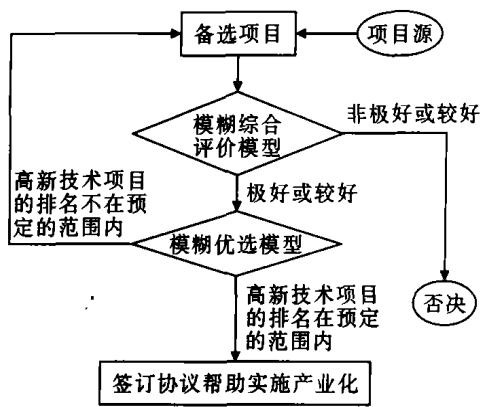 备选项目
项目源
模糊综合
评价模型
非极好或较好
极好或较好
高新技术项目
的排名不在预
定的范围内
模糊优选模型
高新技术项目
的排名在预定
的范围内
否决
签订协议帮助实施产业化